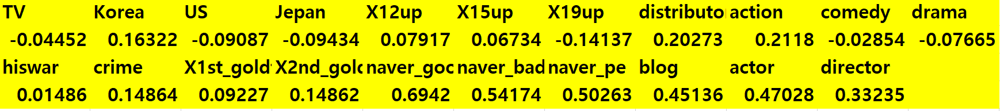 TV Korea US Jepan X12up X15up X19up distributo action comedy drama
-0.04452 0.16322 -0.09087 -0.09434 0.07917 0.06734 -0.14137 0.20273 0.2118 -0.02854 -0.07665
hiswar crime X1st_gold X2nd_gold naver_goo naver_bad naver_pe blog actor director
0.01486 0.14864 0.09227 0.14862 0.6942 0.54174 0.50263 0.45136 0.47028 0.33235